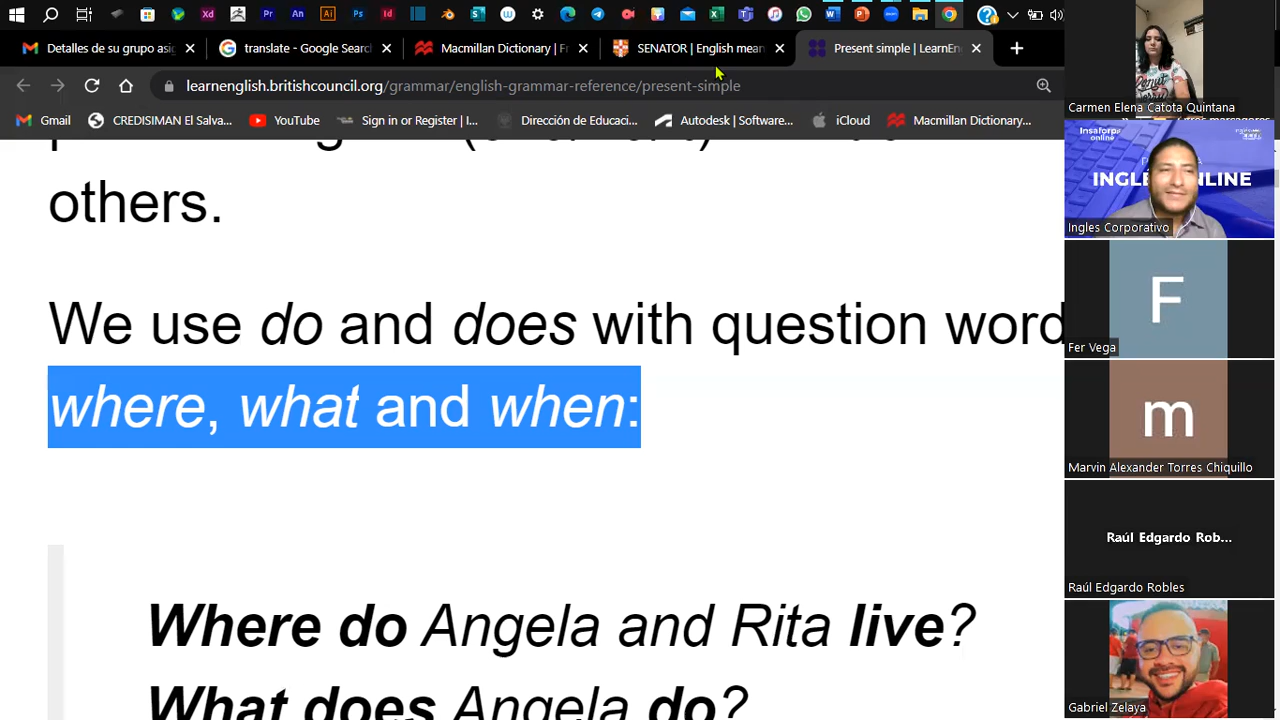 Detalles de su grupo asi
translate - Google Search
Macmillan Dictionary | F
SENATOR | English mean
Present simple | LearnEn
learnenglish.britishcouncil.org/grammar/english-grammar-reference/present-simple
Gmail
CREDISIMAN El Salva...
YouTube
Sign in or Register | I...
Dirección de Educaci...
Autodesk | Software...
iCloud
Macmillan Dictionary...
others.
We use do and does with question word
where, what and when:
Where do Angela and Rita live?
What does Angela do?
Carmen Elena Catota Quintana
Insaforp
online
INGL NLINE
Ingles Corporativo
F
Fer Vega
m
Marvin Alexander Torres Chiquillo
Raúl Edgardo Rob...
Raúl Edgardo Robles
Gabriel Zelaya